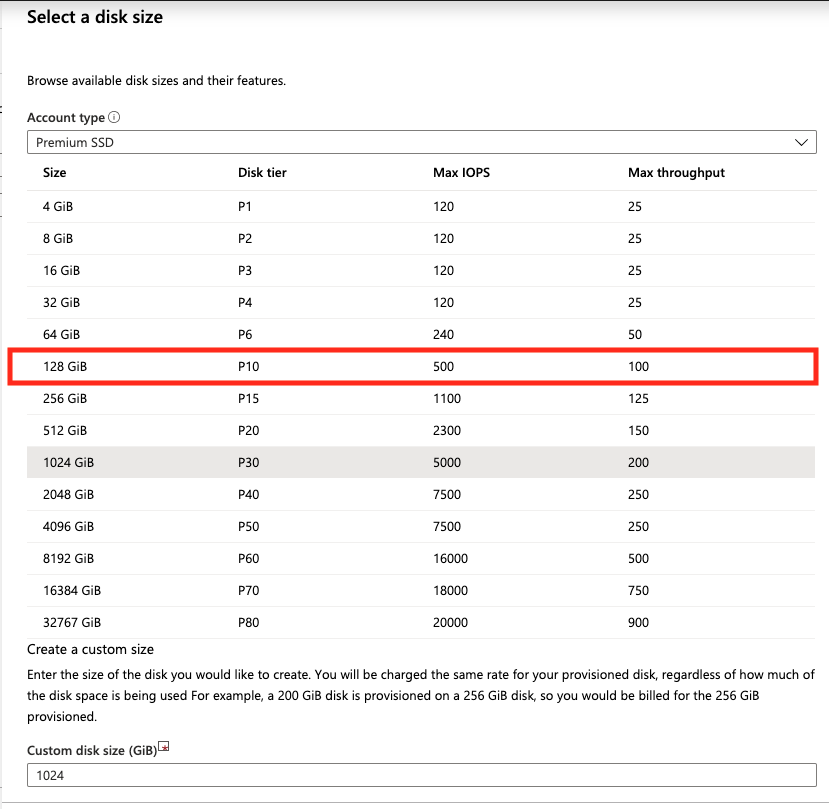 Select a disk size
Browse available disk sizes and their features.
Account type
Premium SSD
Size Disk tier Max IOPS Max throughput
4 GiB P1 120 25
8 GiB P2 120 25
16 GiB P3 120 25
32 GiB P4 120 25
64 GiB P6 240 50
128 GiB P10 500 100
256 GiB P15 1100 125
512 GiB P20 2300 150
1024 GiB P30 5000 200
2048 GiB P40 7500 250
4096 GiB P50 7500 250
8192 GiB P60 16000 500
16384 GiB P70 18000 750
32767 GiB P80 20000 900
Create a custom size
Enter the size of the disk you would like to create. You will be charged the same rate for your provisioned disk, regardless of how much of
the disk space is being used For example, a 200 GiB disk is provisioned on a 256 GiB disk, so you would be billed for the 256 GiB
provisioned.
Custom disk size (GiB)
1024